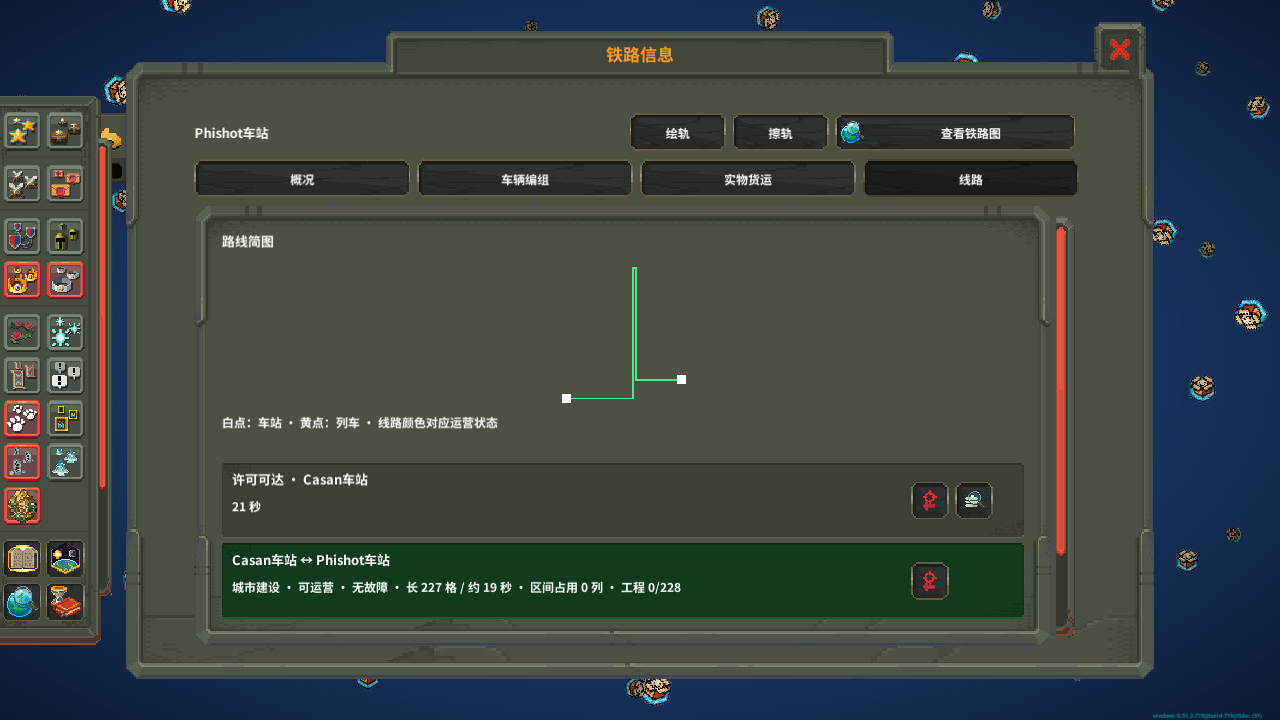 铁路信息
Phishot车站
绘轨
擦轨
查看铁路图
概况
车辆编组
实物货运
线路
路线简图
白点：车站 · 黄点：列车 · 线路颜色对应运营状态
许可可达 · Casan车站
21 秒
Casan车站 ↔ Phishot车站
城市建设 · 可运营 · 无故障 · 长 227 格 / 约 19 秒 · 区间占用 0 列 · 工程 0/228